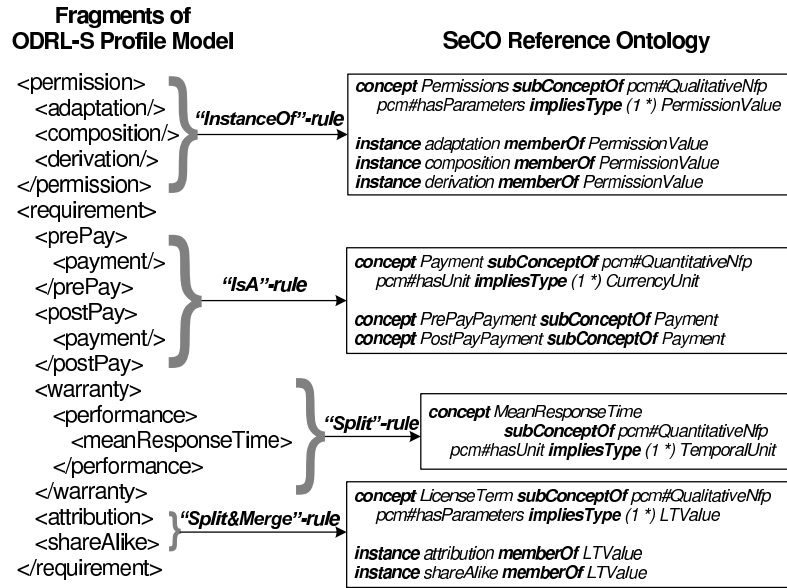 Fragments of
ODRL-S Profile Model
SeCO Reference Ontology
<permission>
<adaptation/>
<composition/>
<derivation/>
</permission>
<requirement>
<prePay>
<payment/>
</prePay>
<postPay>
<payment/>
</postPay>
<warranty>
<performance>
<meanResponseTime>
</performance>
</warranty>
<attribution>
<shareAlike>
</requirement>
“InstanceOf”-rule
concept Permissions subConceptOf pcm#QualitativeNfp
pcm#hasParameters impliesType (1 *) PermissionValue
instance adaptation memberOf PermissionValue
instance composition memberOf PermissionValue
instance derivation memberOf PermissionValue
“IsA”-rule
concept Payment subConceptOf pcm#QuantitativeNfp
pcm#hasUnit impliesType (1 *) CurrencyUnit
concept PrePayPayment subConceptOf Payment
concept PostPayPayment subConceptOf Payment
“Split”-rule
concept MeanResponseTime
subConceptOf pcm#QuantitativeNfp
pcm#hasUnit impliesType (1 *) TemporalUnit
“Split&Merge”-rule
concept LicenseTerm subConceptOf pcm#QualitativeNfp
pcm#hasParameters impliesType (1 *) LTValue
instance attribution memberOf LTValue
instance shareAlike memberOf LTValue